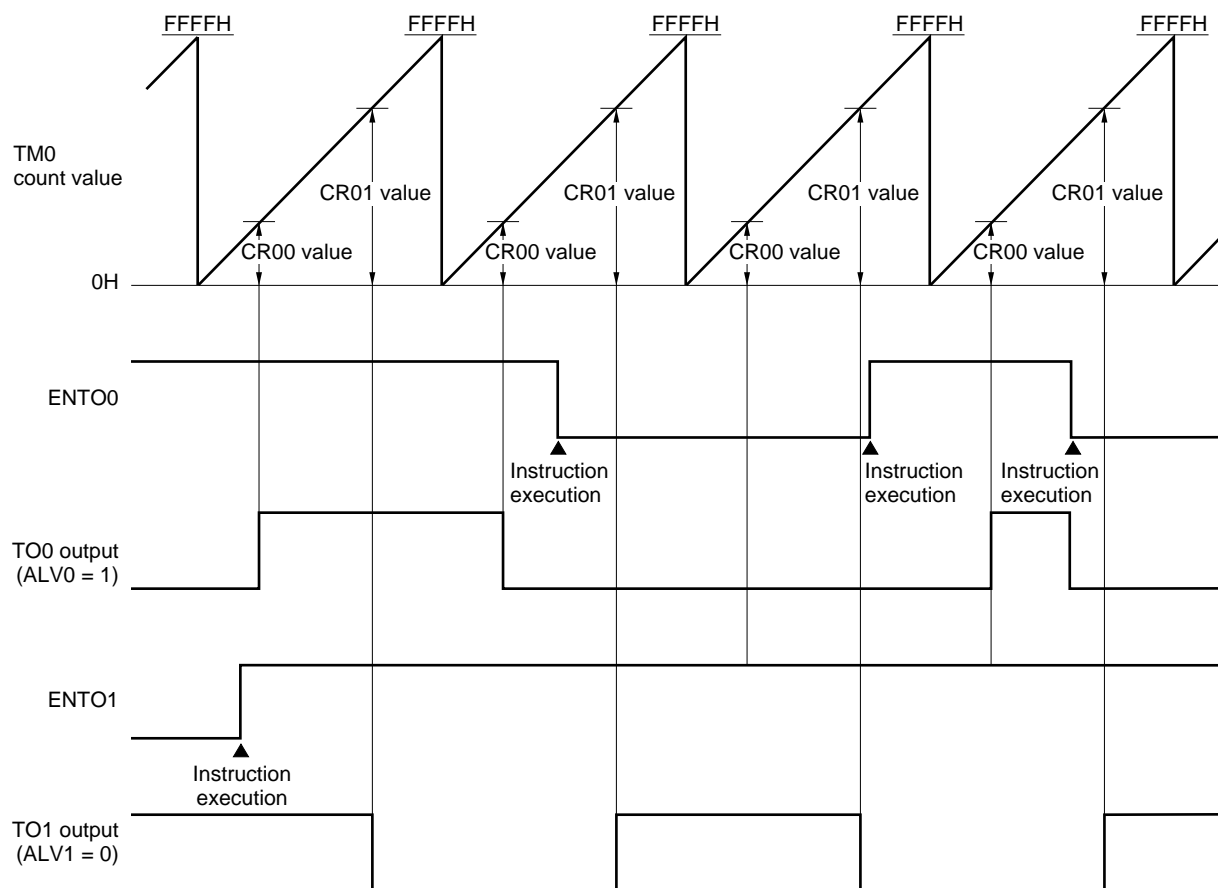 FFFFH FFFFH FFFFH FFFFH FFFFH
TM0
count value
CR01 value CR01 value CR01 value CR01 value
CR00 value CR00 value CR00 value CR00 value
0H
ENTO0
Instruction
execution
Instruction
execution
Instruction
execution
TO0 output
(ALV0 = 1)
ENTO1
Instruction
execution
TO1 output
(ALV1 = 0)